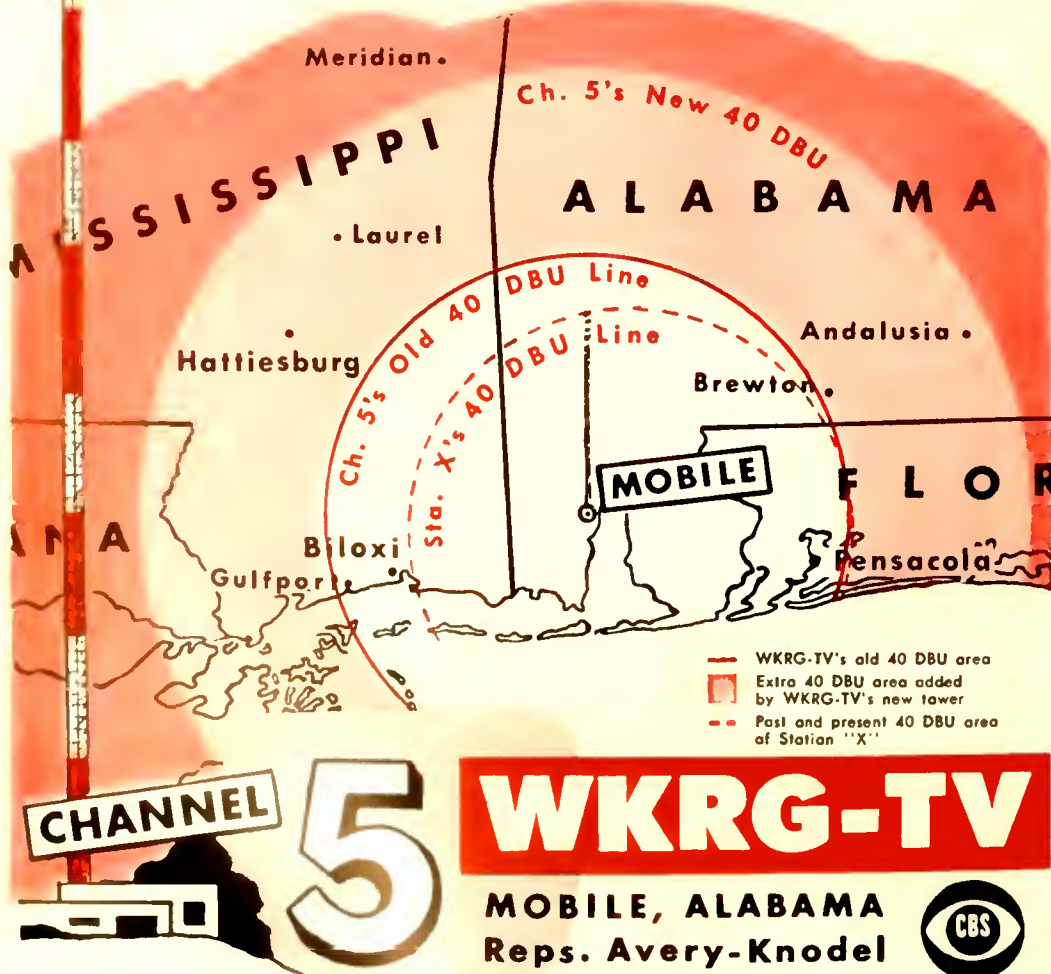 Meridian
Ch. 5's New 40 DBU
SSISSIPPI
ALABAMA
Laurel
Ch. 5's Old 40 DBU Line
Sta. X's 40 DBU Line
Hattiesburg
Andalusia
Brewton
MOBILE
FLOR
ANA
Biloxi
Gulfport
Pensacola
WKRG-TV's old 40 DBU area
Extra 40 DBU area added
by WKRG-TV's new tower
Past and present 40 DBU area
of Station "X"
CHANNEL 5
WKRG-TV
MOBILE, ALABAMA
Reps. Avery-Knodel
CBS